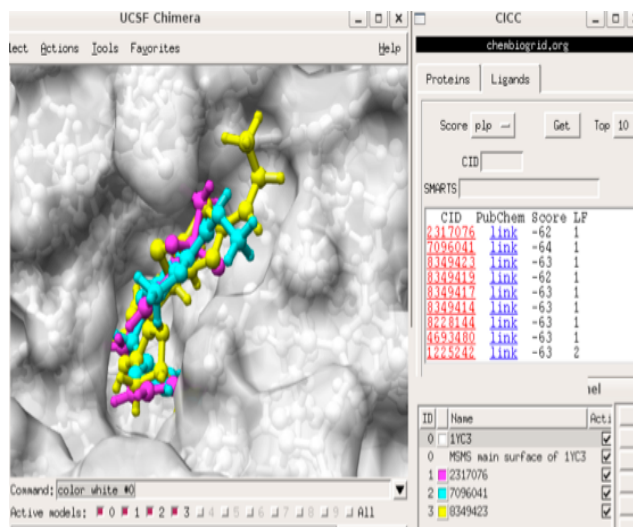 UCSF Chimera
lect Actions Tools Favorites Help
Command: color white #0
Active models: 0 1 2 3 4 5 6 7 8 9 All
CICC
chembiogrid.org
Proteins Ligands
Score plp Get Top 10
CID
SMARTS
CID PubChem Score LF
2317076 link -62 1
7096041 link -64 1
8349423 link -63 1
8349419 link -62 1
8349417 link -63 1
8349414 link -63 1
8228144 link -63 1
4693480 link -63 1
1225242 link -63 2
el
ID Name Acti
0 1YC3
0 MSMS main surface of 1YC3
1 2317076
2 7096041
3 8349423